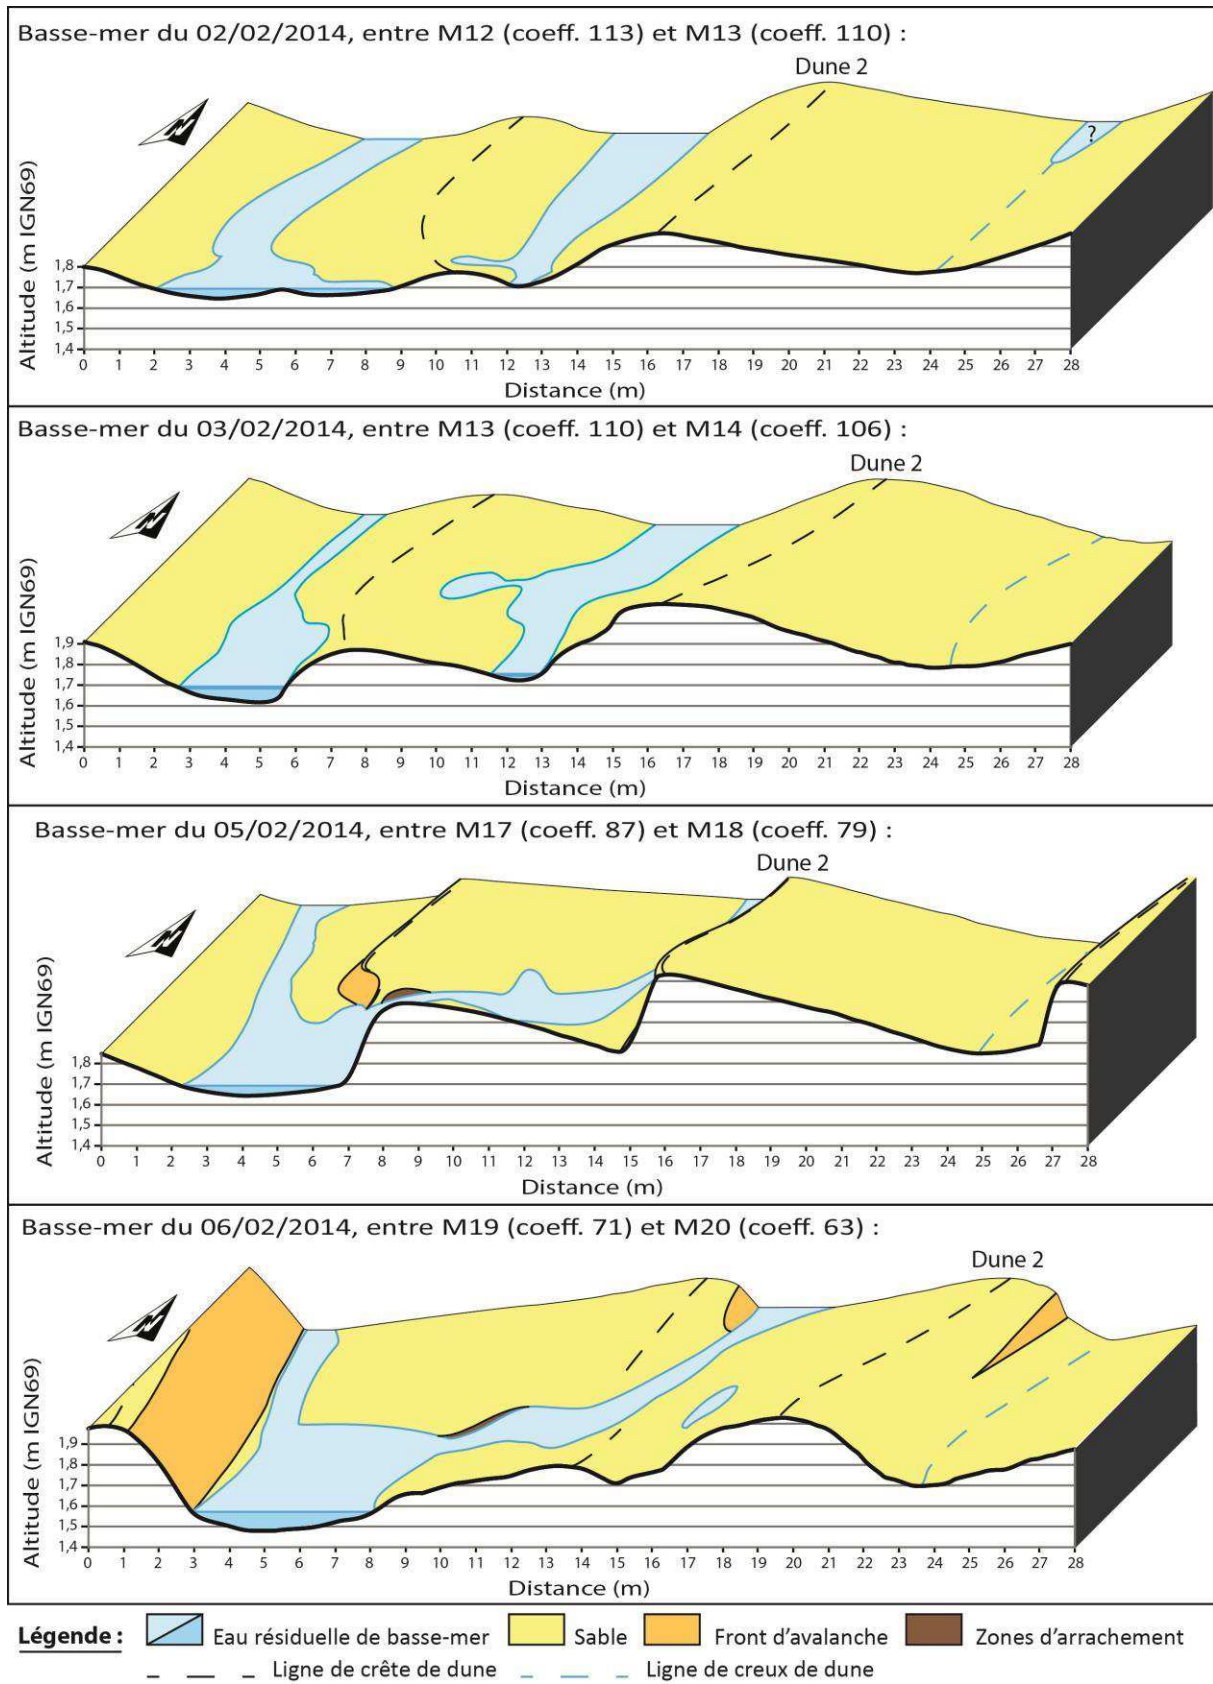 Basse-mer du 02/02/2014, entre M12 (coeff. 113) et M13 (coeff. 110) :
Dune 2
N
?
Altitude (m IGN69)
1,8
1,7
1,6
1,5
1,4
0 1 2 3 4 5 6 7 8 9 10 11 12 13 14 15 16 17 18 19 20 21 22 23 24 25 26 27 28
Distance (m)
Basse-mer du 03/02/2014, entre M13 (coeff. 110) et M14 (coeff. 106) :
Dune 2
N
Altitude (m IGN69)
1,9
1,8
1,7
1,6
1,5
1,4
0 1 2 3 4 5 6 7 8 9 10 11 12 13 14 15 16 17 18 19 20 21 22 23 24 25 26 27 28
Distance (m)
Basse-mer du 05/02/2014, entre M17 (coeff. 87) et M18 (coeff. 79) :
Dune 2
N
Altitude (m IGN69)
1,8
1,7
1,6
1,5
1,4
0 1 2 3 4 5 6 7 8 9 10 11 12 13 14 15 16 17 18 19 20 21 22 23 24 25 26 27 28
Distance (m)
Basse-mer du 06/02/2014, entre M19 (coeff. 71) et M20 (coeff. 63) :
Dune 2
N
Altitude (m IGN69)
1,9
1,8
1,7
1,6
1,5
1,4
0 1 2 3 4 5 6 7 8 9 10 11 12 13 14 15 16 17 18 19 20 21 22 23 24 25 26 27 28
Distance (m)
Légende : Eau résiduelle de basse-mer Sable Front d'avalanche Zones d'arrachement
Ligne de crête de dune Ligne de creux de dune